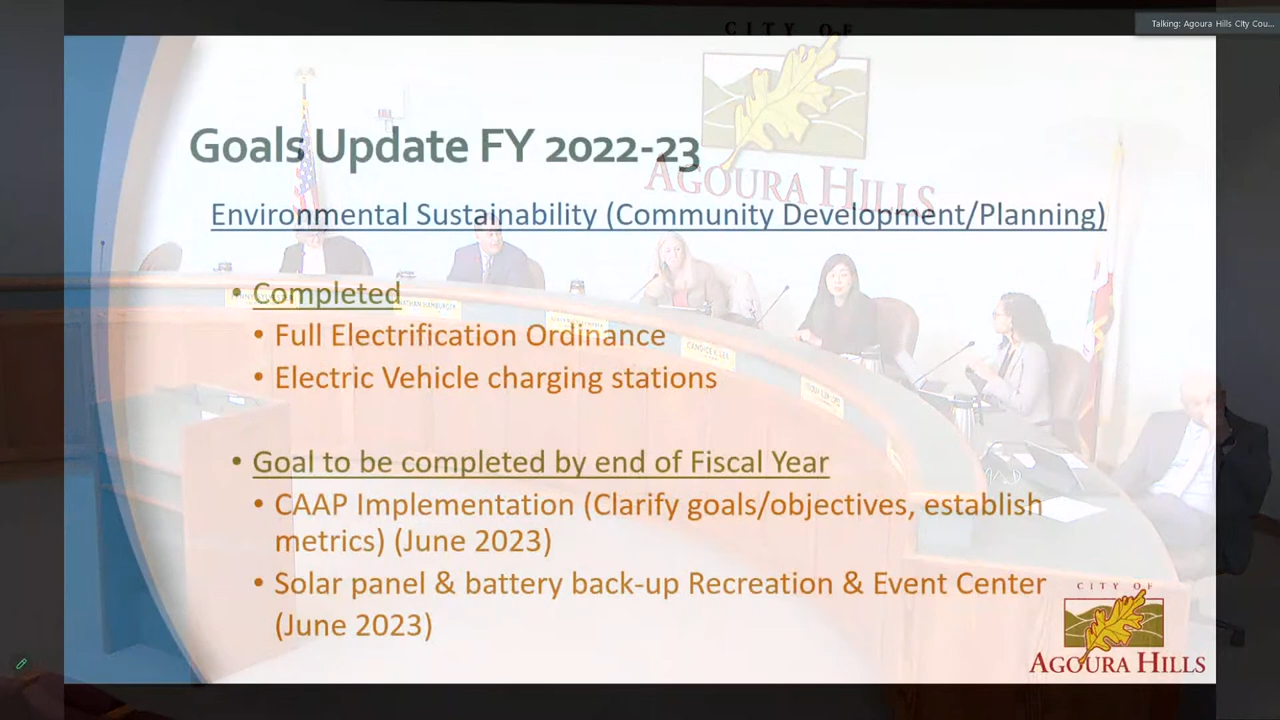 Talking: Agoura Hills City Cou...
CITY OF
AGOURA HILLS
Goals Update FY 2022-23
Environmental Sustainability (Community Development/Planning)
• Completed
• Full Electrification Ordinance
• Electric Vehicle charging stations
• Goal to be completed by end of Fiscal Year
• CAAP Implementation (Clarify goals/objectives, establish
metrics) (June 2023)
• Solar panel & battery back-up Recreation & Event Center
(June 2023)
CITY OF
AGOURA HILLS